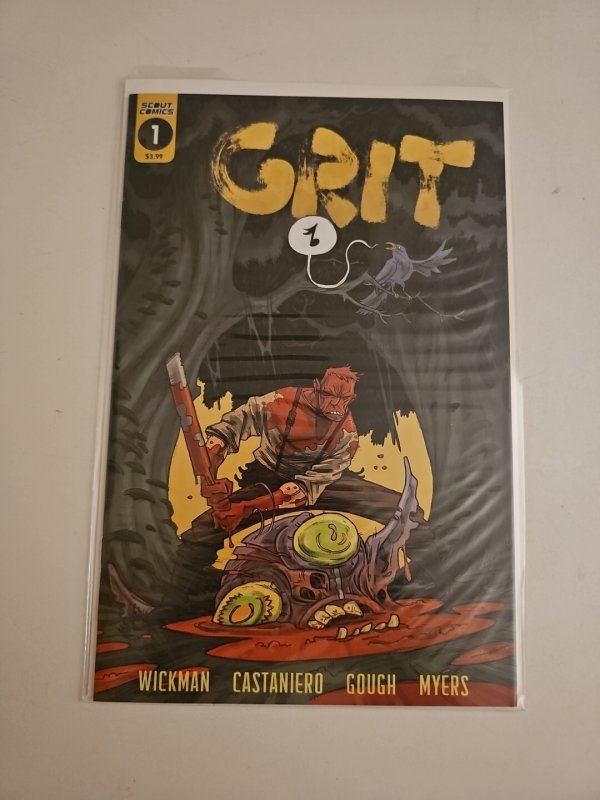 SCOUT
COMICS
1
$3.99
GRIT
WICKMAN CASTANIERO GOUGH MYERS